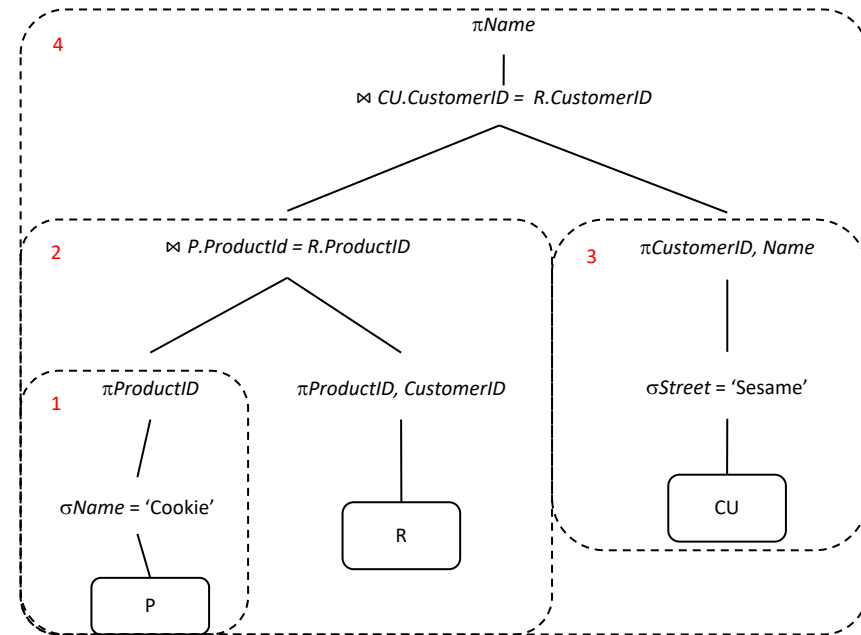 4
πName
⋈ CU.CustomerID = R.CustomerID
2
⋈ P.ProductId = R.ProductID
3
πCustomerID, Name
1
πProductID
πProductID, CustomerID
σStreet = ‘Sesame’
σName = ‘Cookie’
R
CU
P